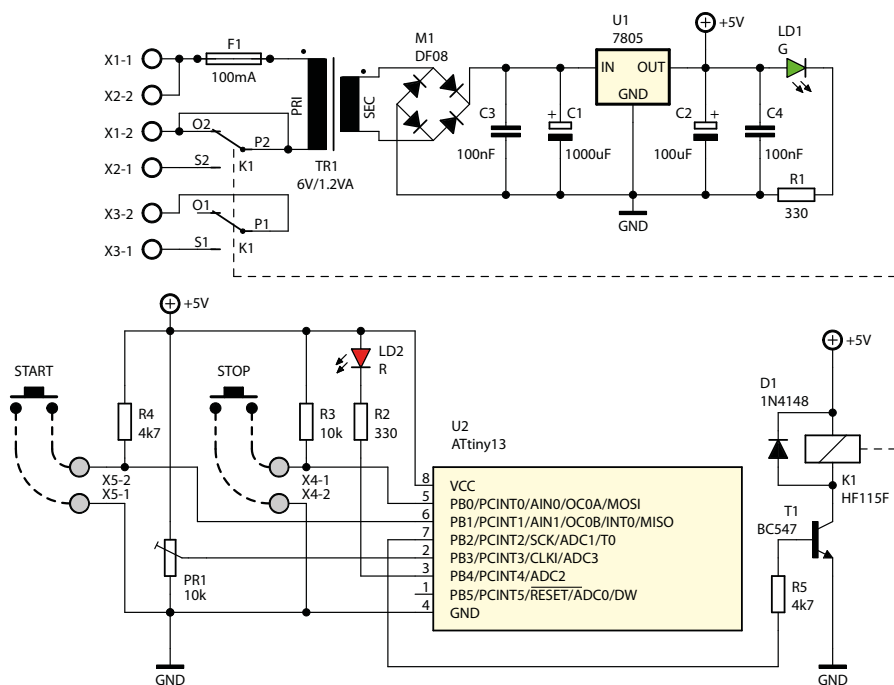 X1-1
X2-2
X1-2
X2-1
X3-2
X3-1
F1
100mA
O2
P2
S2
K1
O1
P1
S1
K1
PRI
SEC
TR1
6V/1.2VA
M1
DF08
C3
100nF
+
C1
1000uF
U1
7805
IN
OUT
GND
GND
+5V
C2
+
100uF
C4
100nF
LD1
G
R1
330
+5V
START
STOP
R4
4k7
R3
10k
LD2
R
R2
330
X5-2
X5-1
X4-1
X4-2
PR1
10k
GND
U2
ATtiny13
8 VCC
5 PB0/PCINT0/AIN0/OC0A/MOSI
6 PB1/PCINT1/AIN1/OC0B/INT0/MISO
7 PB2/PCINT2/SCK/ADC1/T0
2 PB3/PCINT3/CLKI/ADC3
3 PB4/PCINT4/ADC2
1 PB5/PCINT5/RESET/ADC0/DW
4 GND
+5V
D1
1N4148
K1
HF115F
T1
BC547
R5
4k7
GND